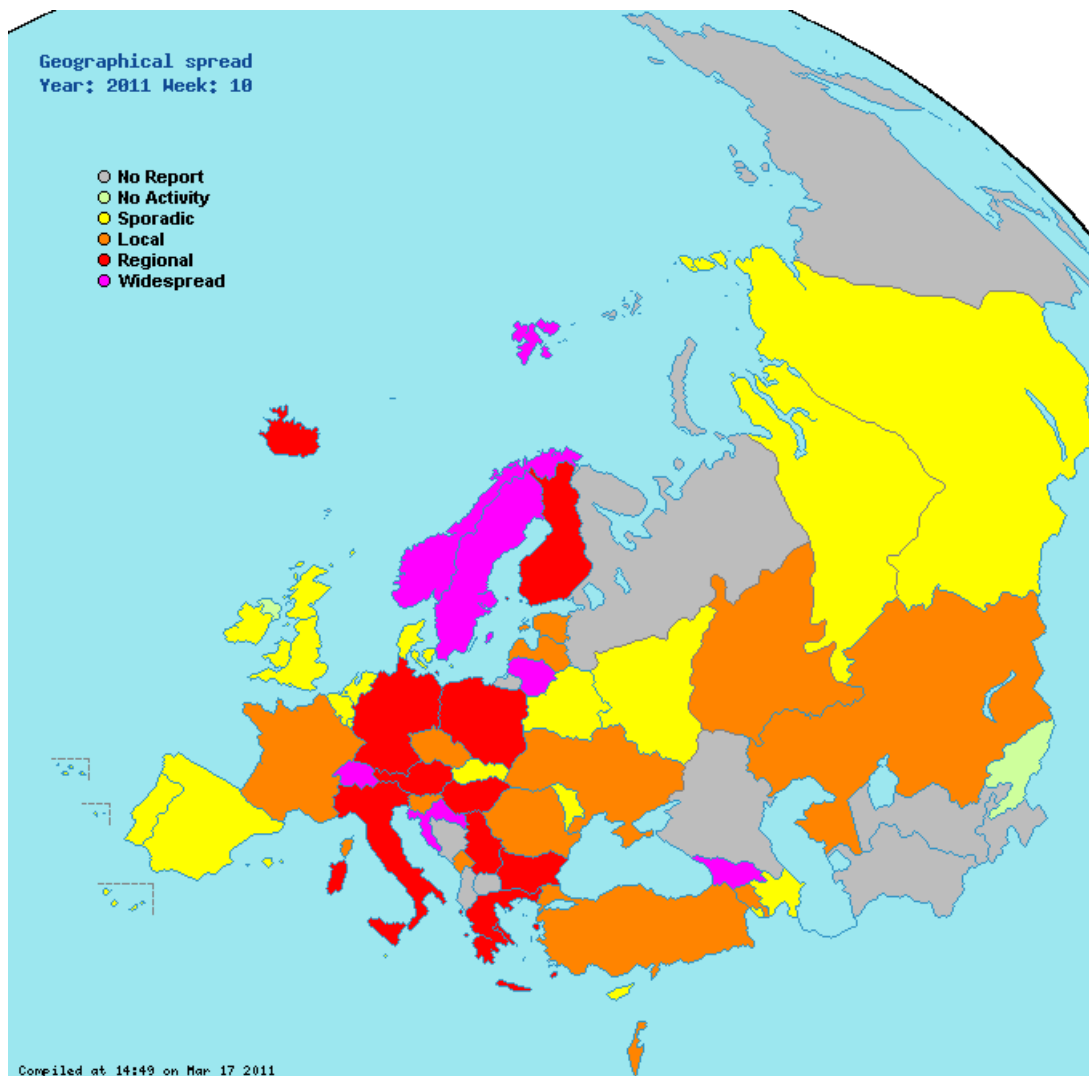 Geographical spread
Year: 2011 Week: 10
No Report
No Activity
Sporadic
Local
Regional
Widespread
Compiled at 14:49 on Mar 17 2011